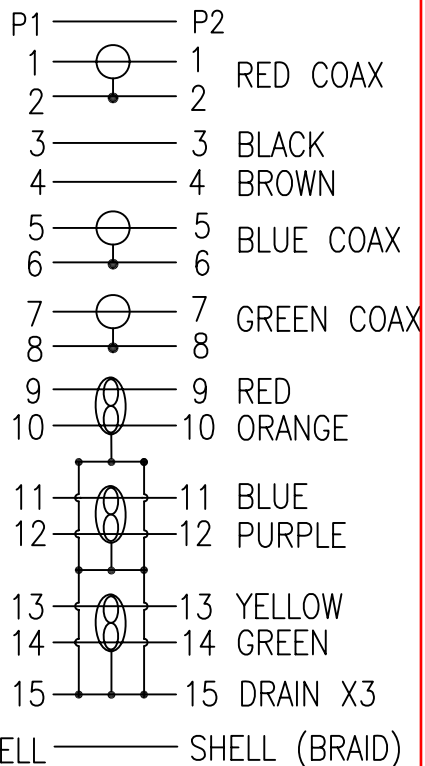 P1 P2
1 1
RED COAX
2 2
3 3 BLACK
4 4 BROWN
5 5
BLUE COAX
6 6
7 7
GREEN COAX
8 8
9 9 RED
10 10 ORANGE
11 11 BLUE
12 12 PURPLE
13 13 YELLOW
14 14 GREEN
15 15 DRAIN X3
ELL SHELL (BRAID)